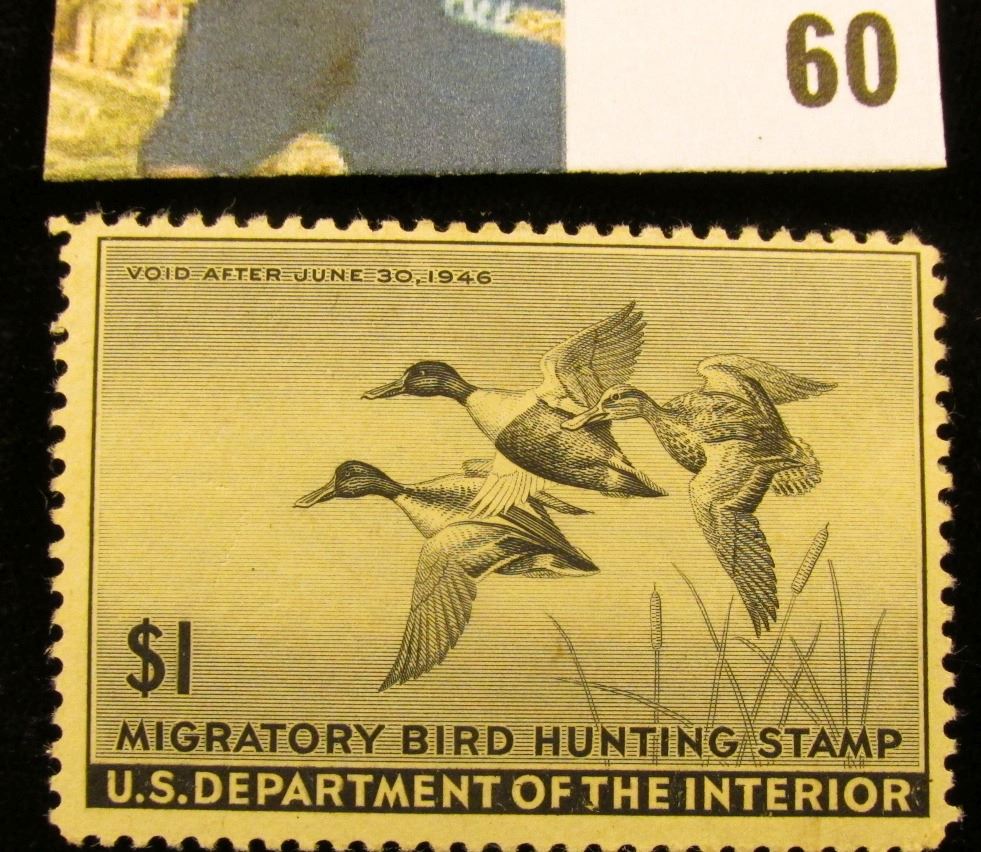 60
VOID AFTER JUNE 30, 1946
$1
MIGRATORY BIRD HUNTING STAMP
U.S. DEPARTMENT OF THE INTERIOR